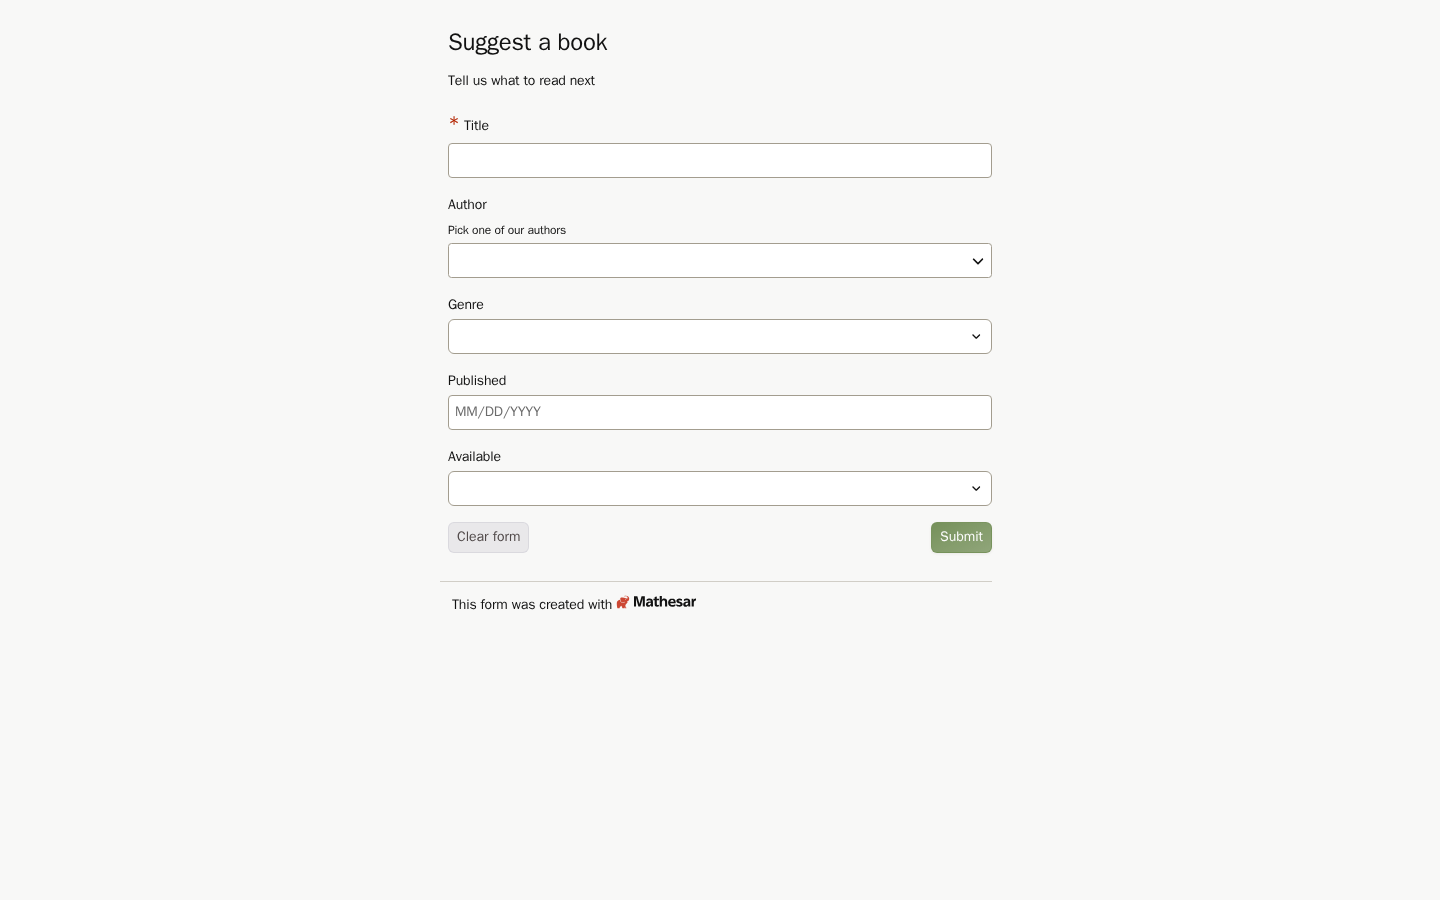 Suggest a book
Tell us what to read next
* Title
Author
Pick one of our authors
Genre
Published
MM/DD/YYYY
Available
Clear form
Submit
This form was created with Mathesar